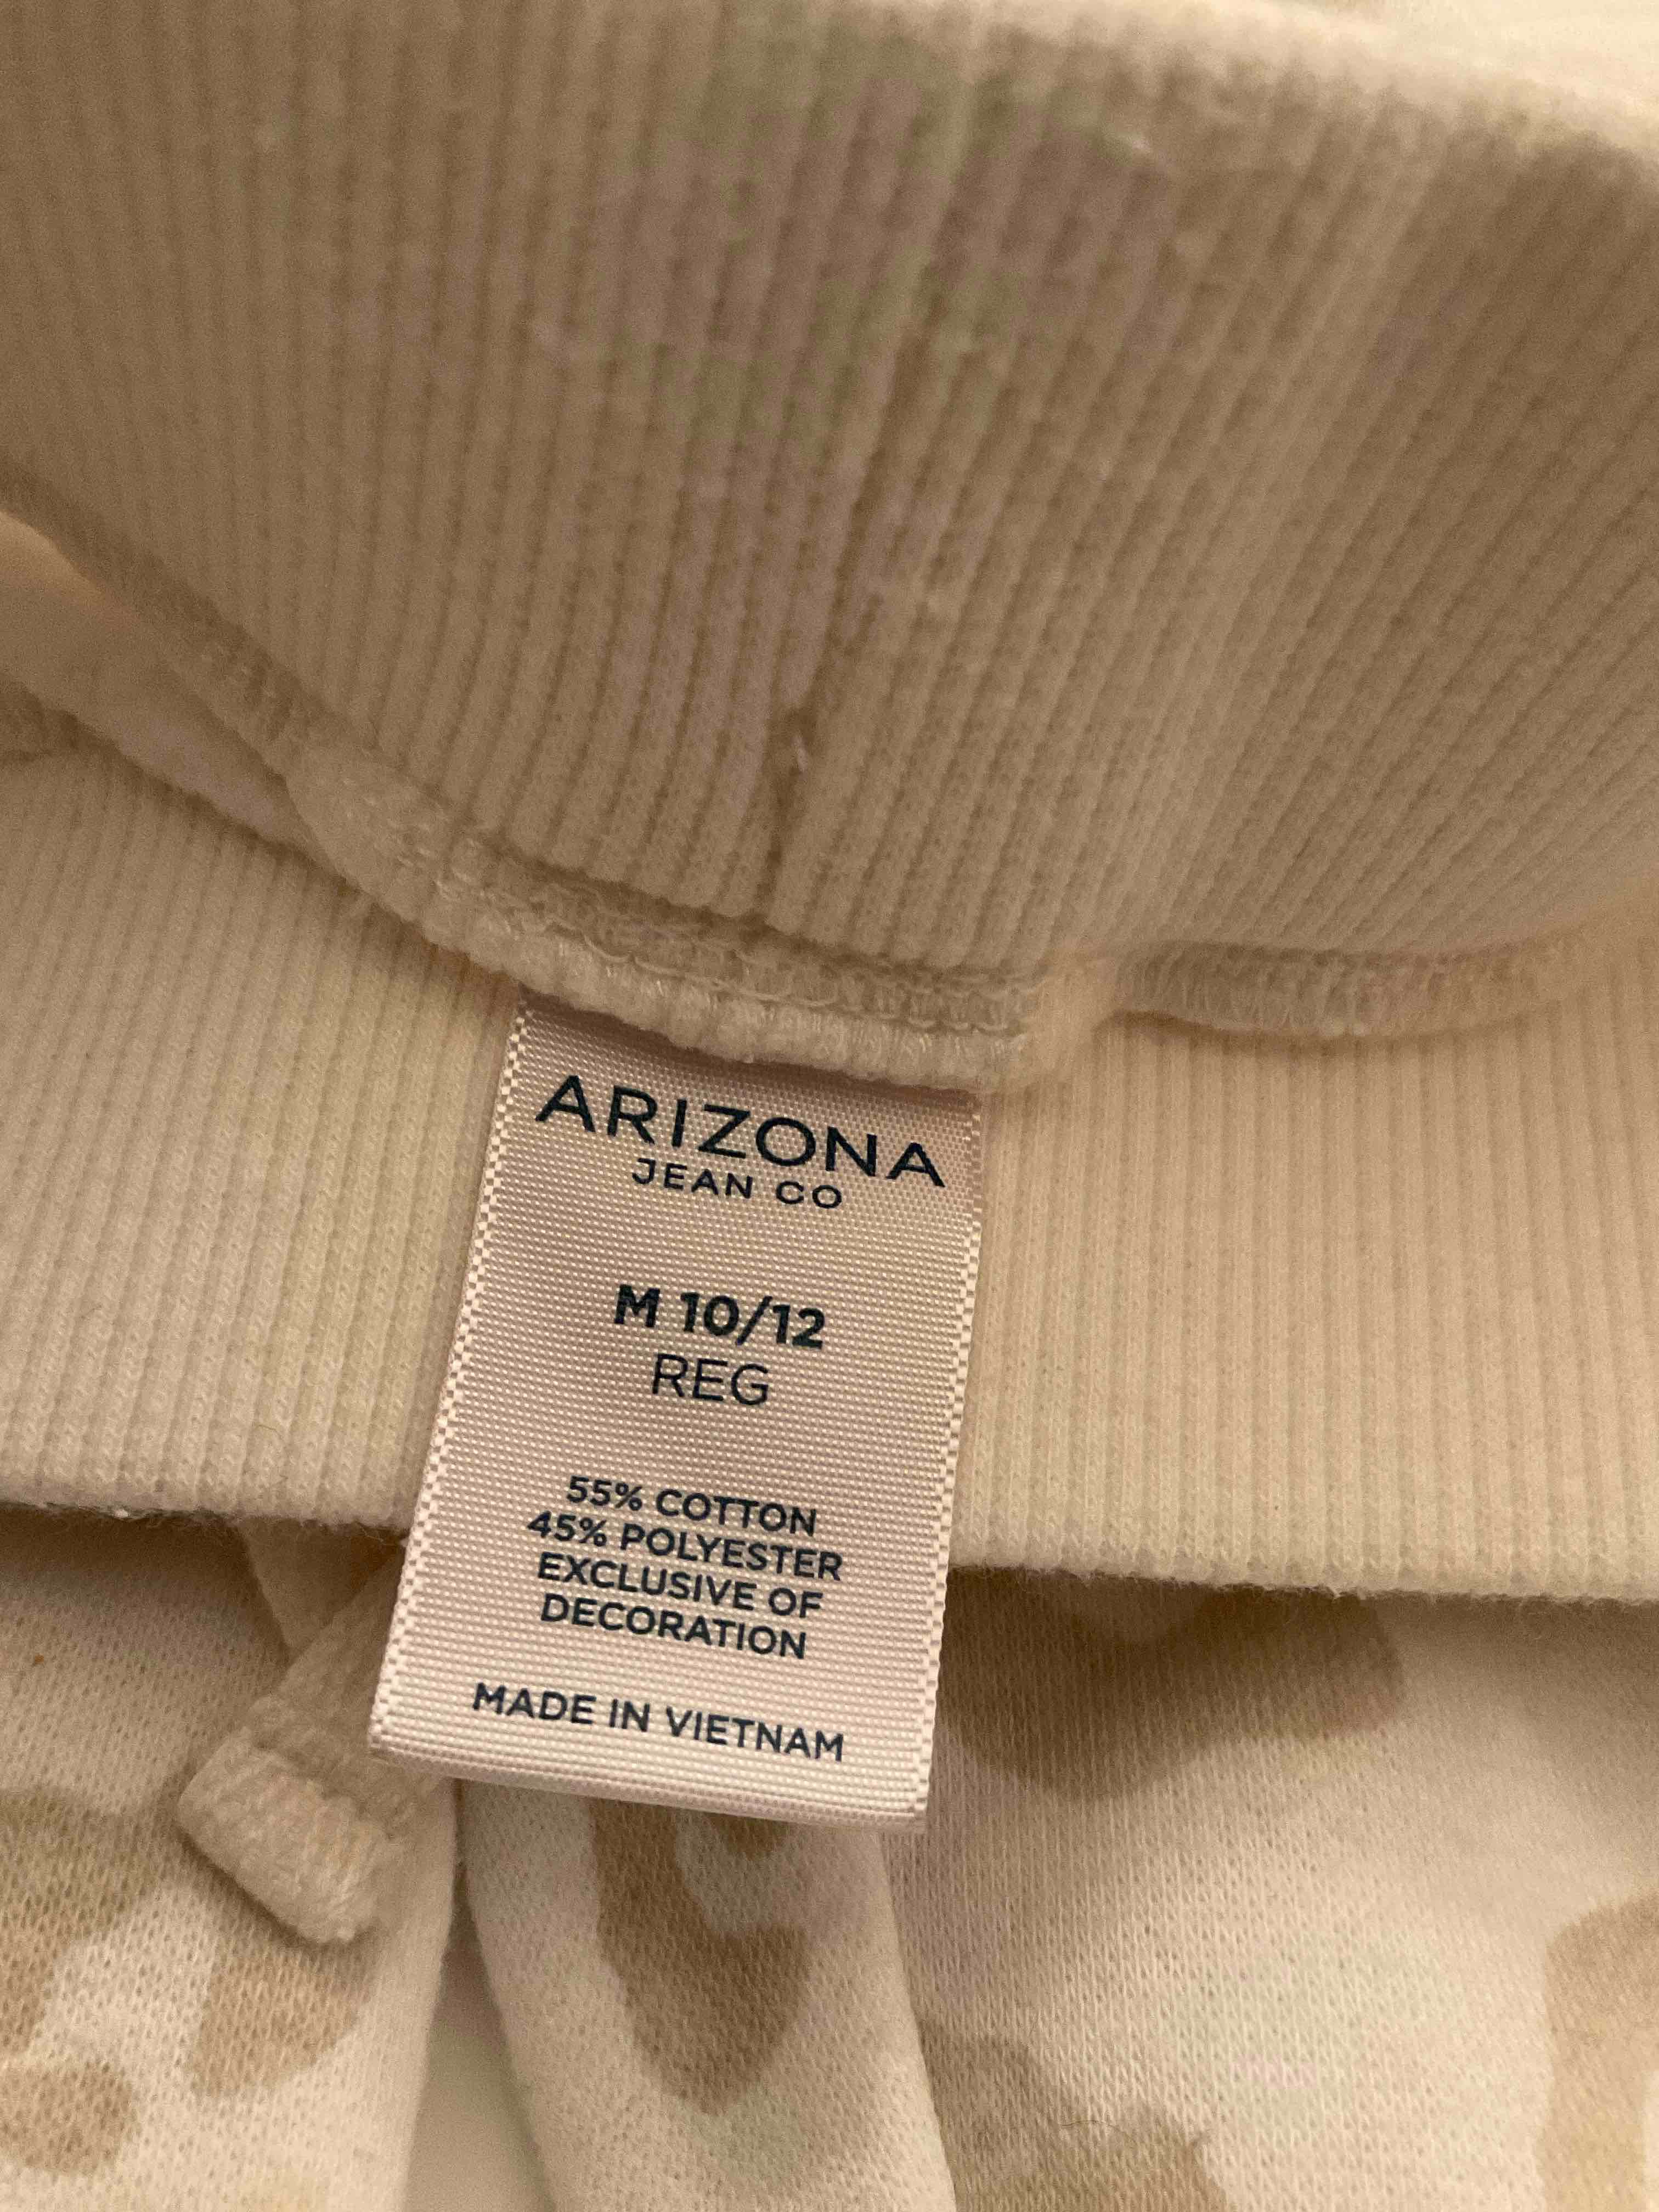 ARIZONA
JEAN CO
M 10/12
REG
55% COTTON
45% POLYESTER
EXCLUSIVE OF
DECORATION
MADE IN VIETNAM